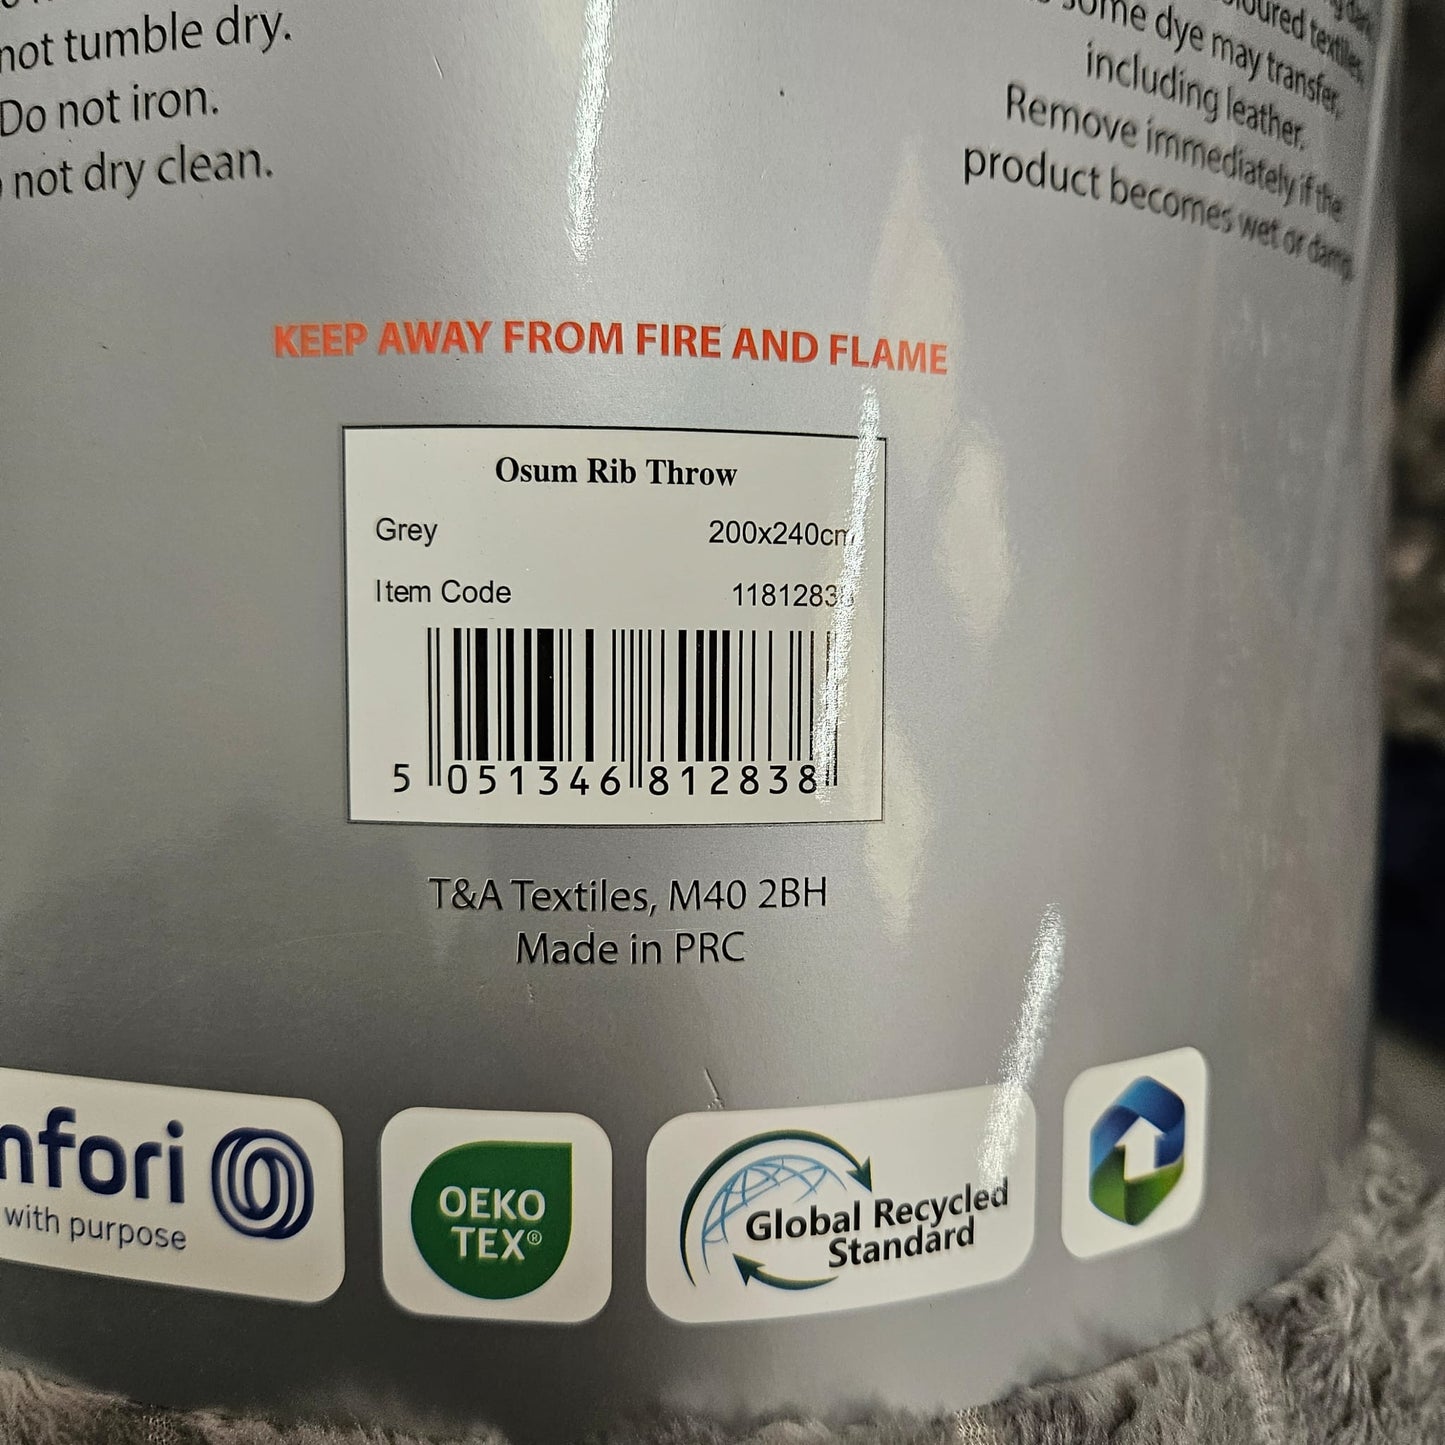 not tumble dry.
Do not iron.
not dry clean.
some dye may transfer,
including leather.
Remove immediately if the
product becomes wet or damp.
KEEP AWAY FROM FIRE AND FLAME
Osum Rib Throw
Grey 200x240cm
Item Code 11812838
5 051346 812838
T&A Textiles, M40 2BH
Made in PRC
with purpose
OEKO
TEX®
Global Recycled
Standard